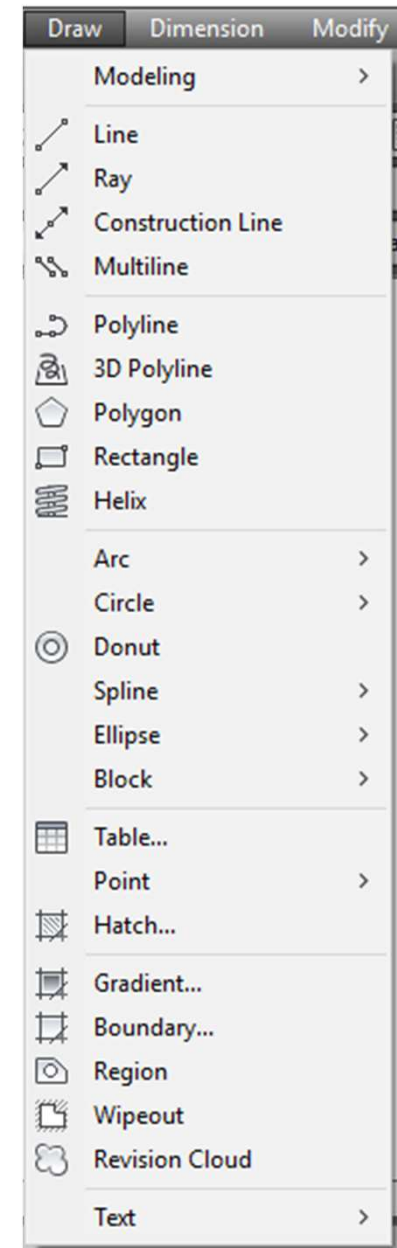 Draw Dimension Modify
Modeling >
Line
Ray
Construction Line
Multiline
Polyline
3D Polyline
Polygon
Rectangle
Helix
Arc >
Circle >
Donut
Spline >
Ellipse >
Block >
Table...
Point >
Hatch...
Gradient...
Boundary...
Region
Wipeout
Revision Cloud
Text >